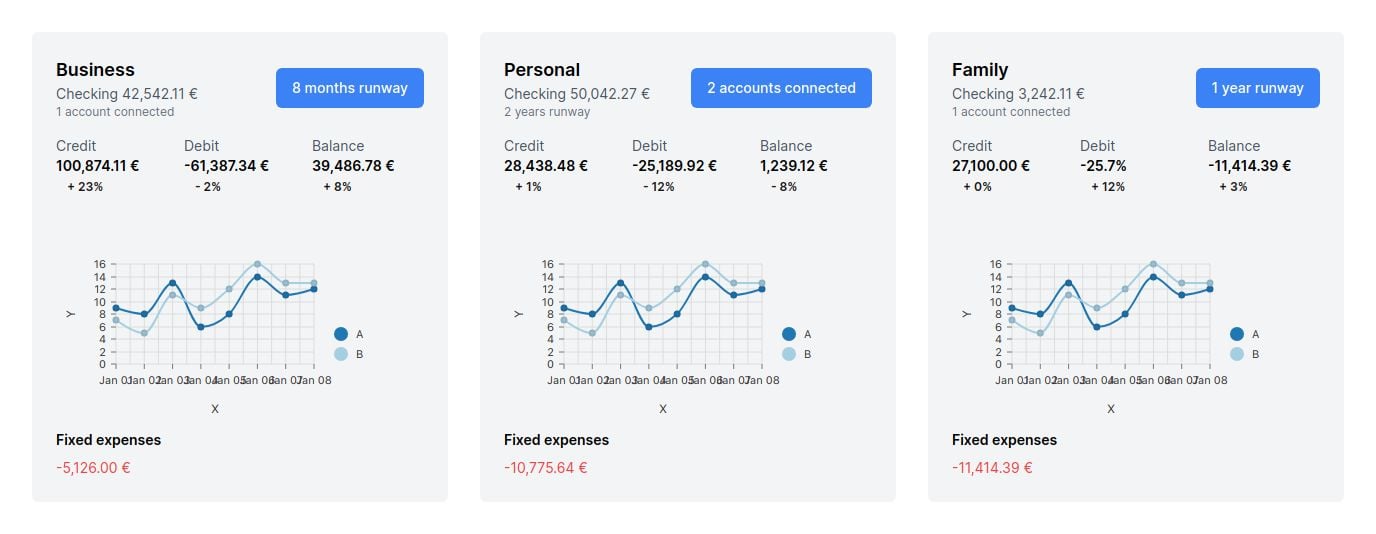 Business
Checking 42,542.11 €
1 account connected
8 months runway
Credit Debit Balance
100,874.11 € -61,387.34 € 39,486.78 €
+ 23% - 2% + 8%
16
14
12
10
8
6
4
2
0
Y
A
B
Jan 01 Jan 02 Jan 03 Jan 04 Jan 05 Jan 06 Jan 07 Jan 08
X
Fixed expenses
-5,126.00 €
Personal
Checking 50,042.27 €
2 years runway
2 accounts connected
Credit Debit Balance
28,438.48 € -25,189.92 € 1,239.12 €
+ 1% - 12% - 8%
16
14
12
10
8
6
4
2
0
Y
A
B
Jan 01 Jan 02 Jan 03 Jan 04 Jan 05 Jan 06 Jan 07 Jan 08
X
Fixed expenses
-10,775.64 €
Family
Checking 3,242.11 €
1 account connected
1 year runway
Credit Debit Balance
27,100.00 € -25.7% -11,414.39 €
+ 0% + 12% + 3%
16
14
12
10
8
6
4
2
0
Y
A
B
Jan 01 Jan 02 Jan 03 Jan 04 Jan 05 Jan 06 Jan 07 Jan 08
X
Fixed expenses
-11,414.39 €